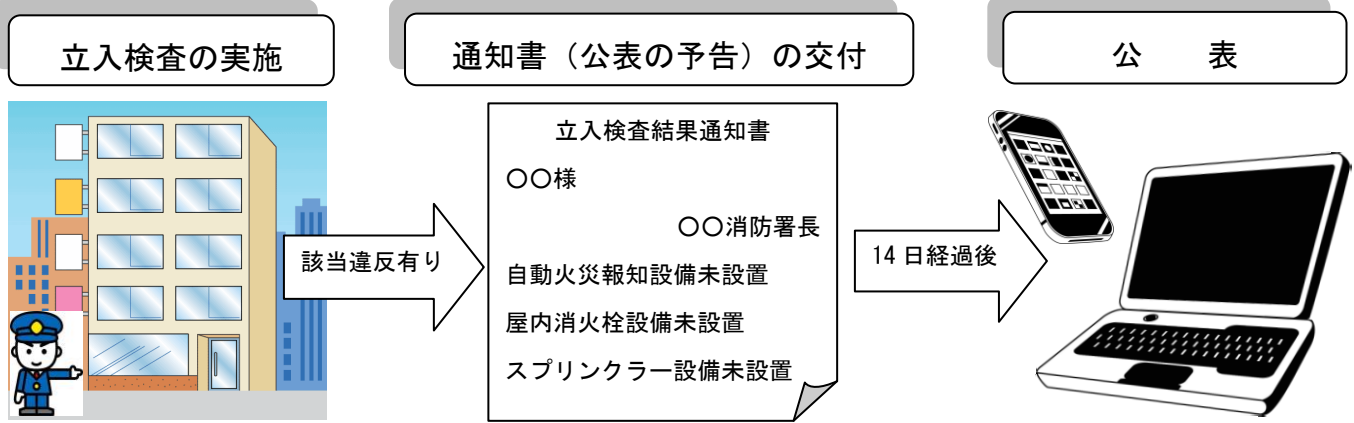 立入検査の実施
通知書（公表の予告）の交付
公　表
立入検査結果通知書
〇〇様
〇〇消防署長
自動火災報知設備未設置
屋内消火栓設備未設置
スプリンクラー設備未設置
該当違反有り
14日経過後